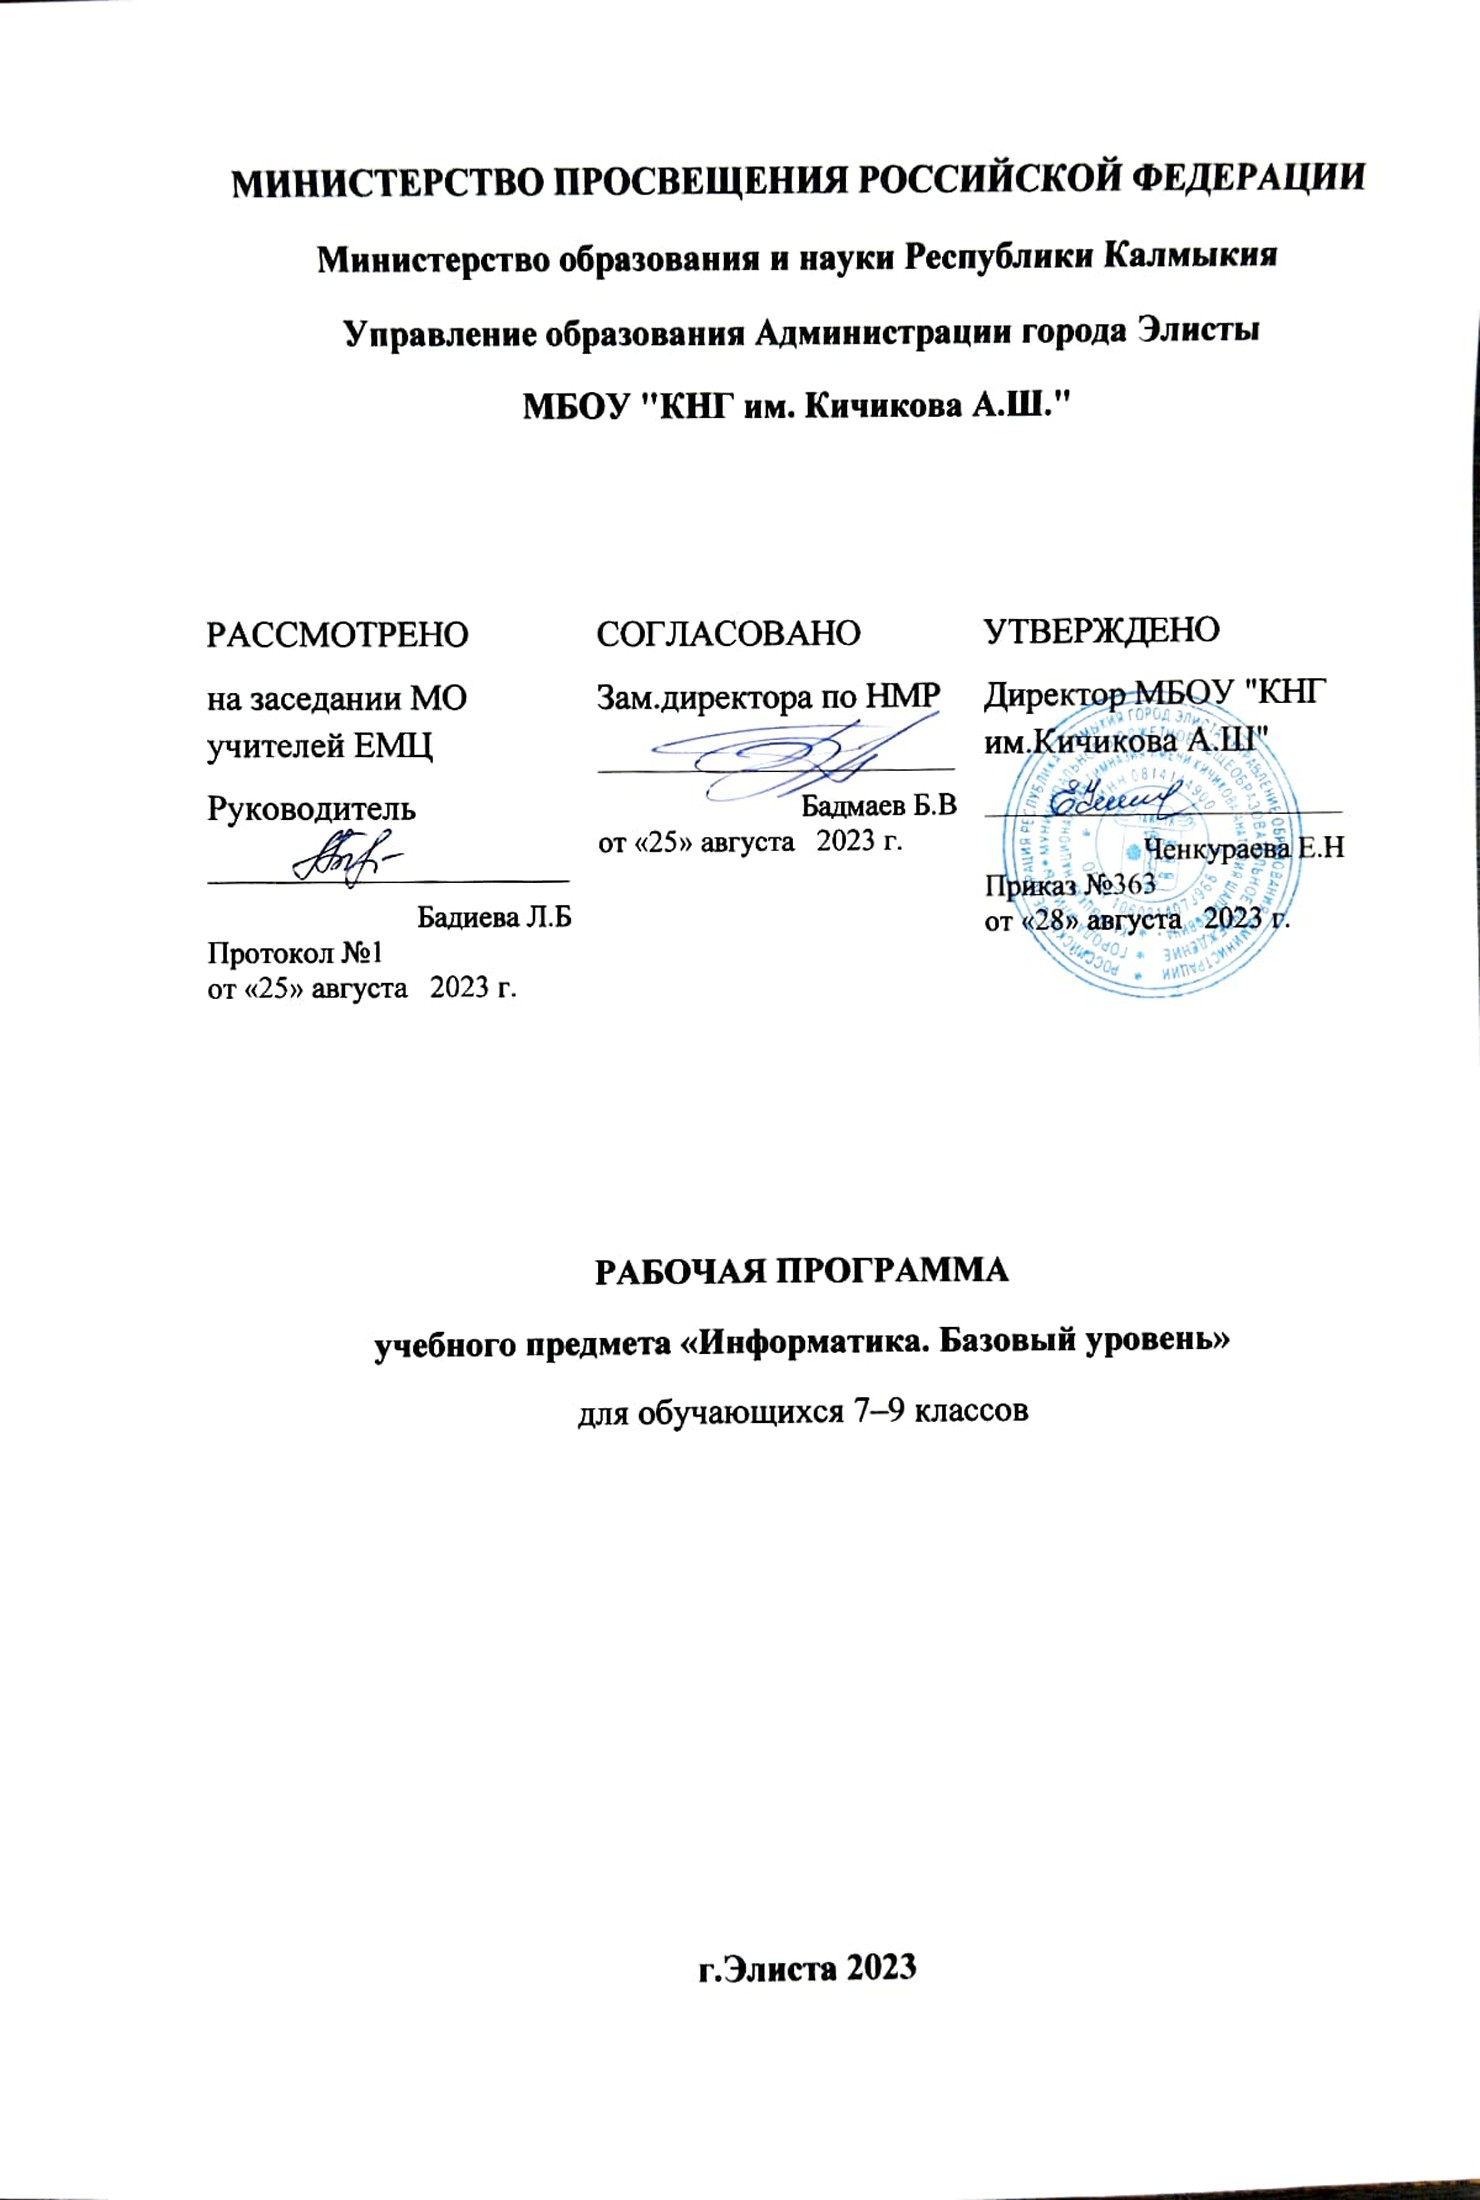 МИНИСТЕРСТВО ПРОСВЕЩЕНИЯ РОССИЙСКОЙ ФЕДЕРАЦИИ
Министерство образования и науки Республики Калмыкия
Управление образования Администрации города Элисты
МБОУ "КНГ им. Кичикова А.Ш."
РАССМОТРЕНО
на заседании МО
учителей ЕМЦ
Руководитель
Бадиева Л.Б
Протокол №1
от «25» августа 2023 г.
СОГЛАСОВАНО
Зам.директора по НМР
Бадмаев Б.В
от «25» августа 2023 г.
УТВЕРЖДЕНО
Директор МБОУ "КНГ
им.Кичикова А.Ш"
Ченкураева Е.Н
Приказ №363
от «28» августа 2023 г.
РАБОЧАЯ ПРОГРАММА
учебного предмета «Информатика. Базовый уровень»
для обучающихся 7–9 классов
г.Элиста 2023